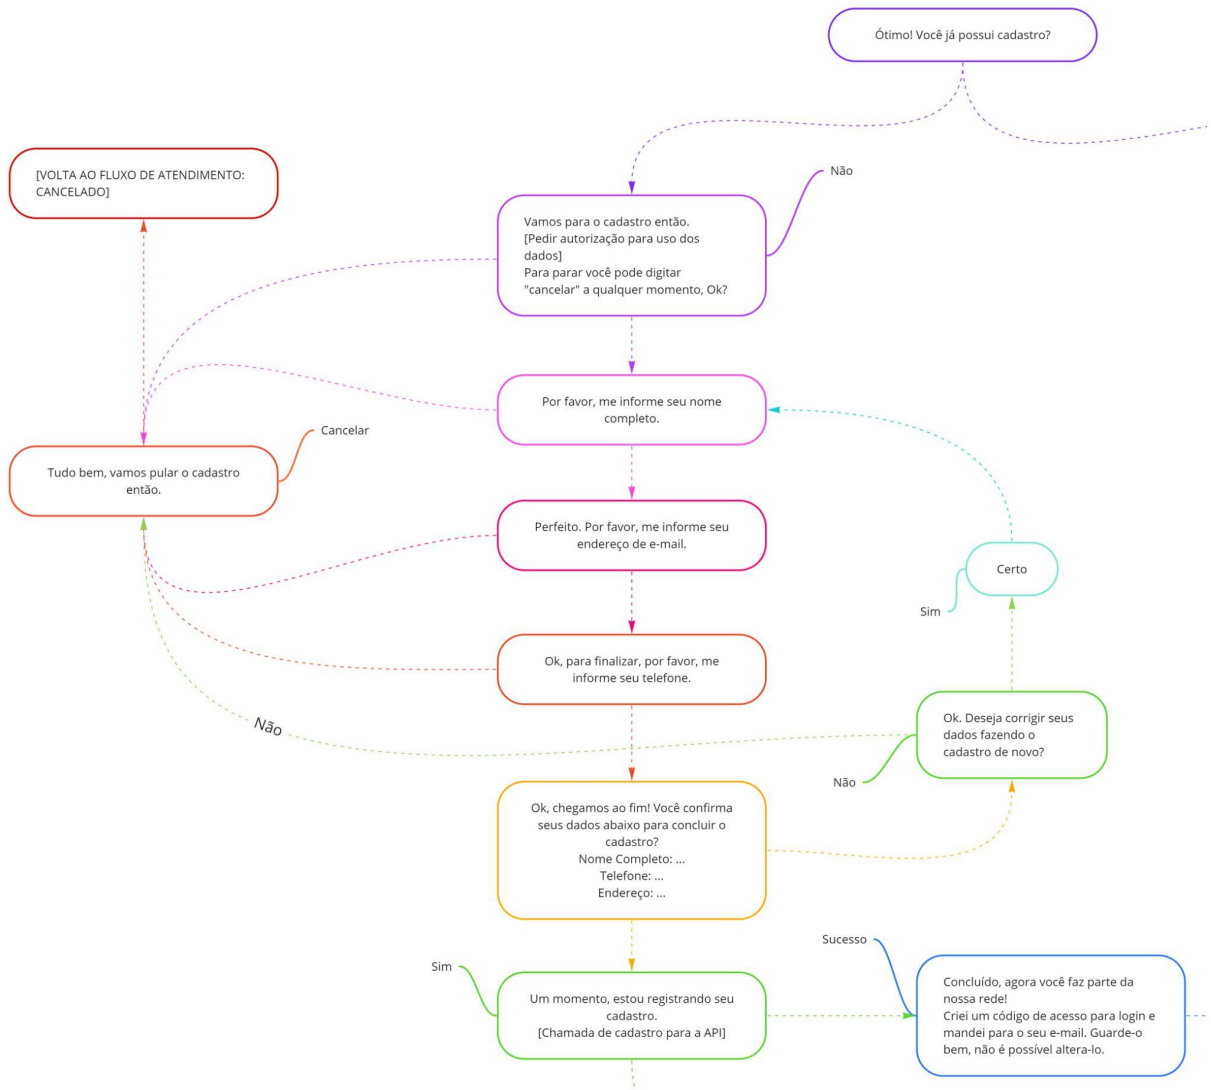 Ótimo! Você já possui cadastro?
Não
[VOLTA AO FLUXO DE ATENDIMENTO:
CANCELADO]
Vamos para o cadastro então.
[Pedir autorização para uso dos
dados]
Para parar você pode digitar
"cancelar" a qualquer momento, Ok?
Por favor, me informe seu nome
completo.
Cancelar
Tudo bem, vamos pular o cadastro
então.
Perfeito. Por favor, me informe seu
endereço de e-mail.
Certo
Sim
Ok, para finalizar, por favor, me
informe seu telefone.
Não
Ok. Deseja corrigir seus
dados fazendo o
cadastro de novo?
Não
Ok, chegamos ao fim! Você confirma
seus dados abaixo para concluir o
cadastro?
Nome Completo: ...
Telefone: ...
Endereço: ...
Sucesso
Sim
Um momento, estou registrando seu
cadastro.
[Chamada de cadastro para a API]
Concluído, agora você faz parte da
nossa rede!
Criei um código de acesso para login e
mandei para o seu e-mail. Guarde-o
bem, não é possível altera-lo.